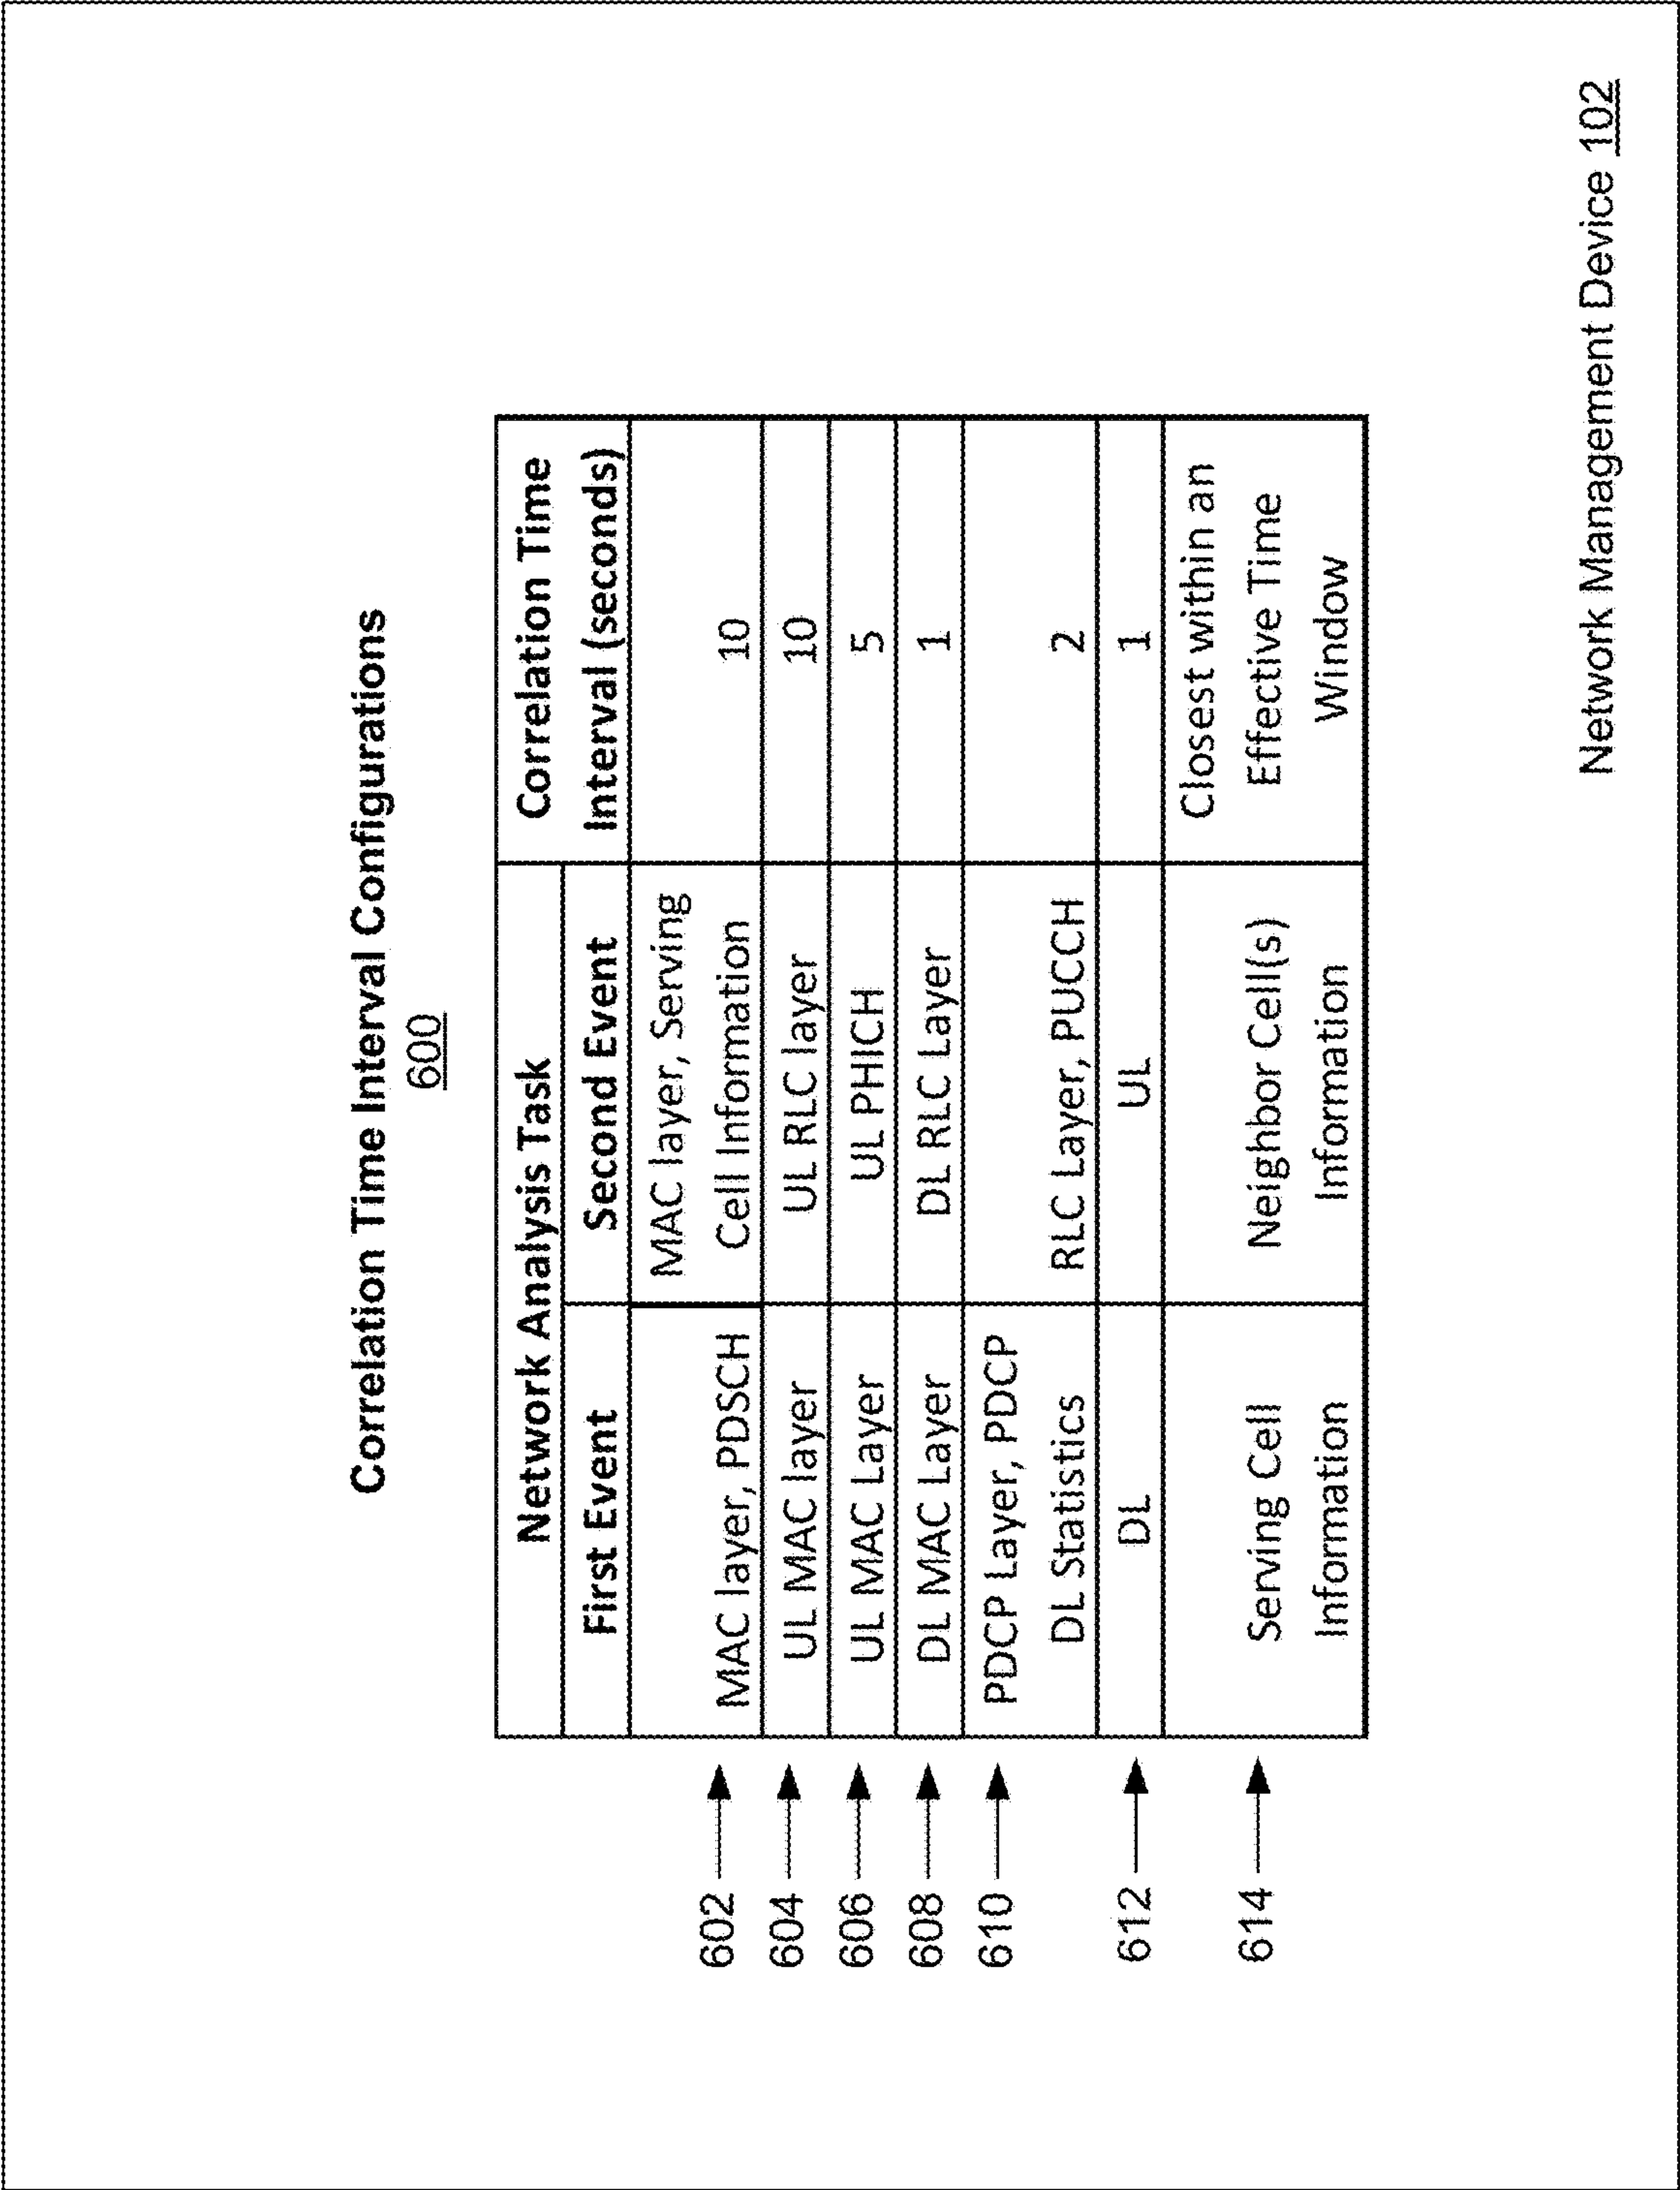 Correlation Time Interval Configurations
600
Network Analysis Task
Correlation Time
Interval (seconds)
First Event
Second Event
602
MAC layer, PDSCH
MAC layer, Serving
Cell Information
10
604
UL MAC layer
UL RLC layer
10
606
UL MAC Layer
UL PHICH
5
608
DL MAC Layer
DL RLC Layer
1
610
PDCP Layer, PDCP
DL Statistics
RLC Layer, PUCCH
2
612
DL
UL
1
614
Serving Cell
Information
Neighbor Cell(s)
Information
Closest within an
Effective Time
Window
Network Management Device 102